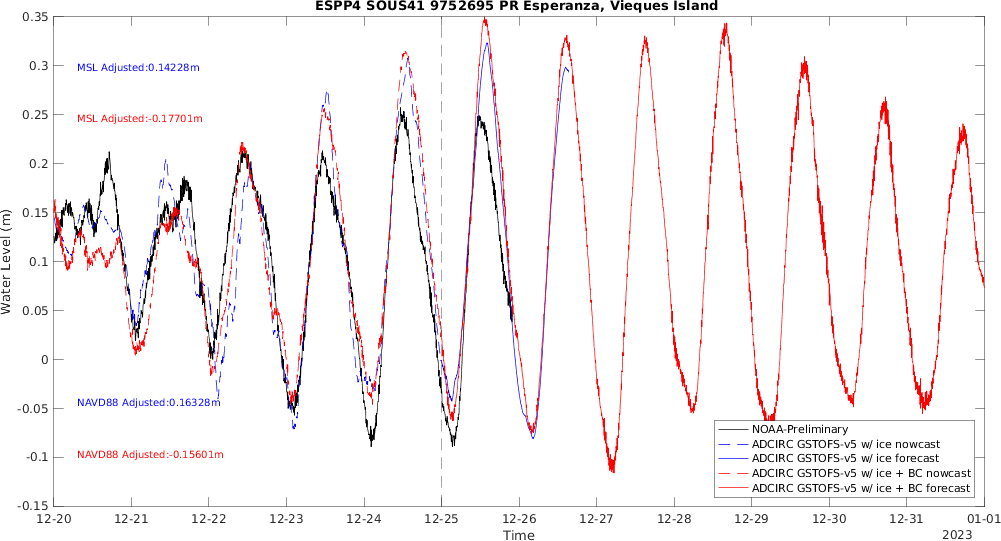 ESPP4 SOUS41 9752695 PR Esperanza, Vieques Island
0.35
0.3
0.25
0.2
0.15
0.1
0.05
0
-0.05
-0.1
-0.15
Water Level (m)
MSL Adjusted:0.14228m
MSL Adjusted:-0.17701m
NAVD88 Adjusted:0.16328m
NAVD88 Adjusted:-0.15601m
NOAA-Preliminary
ADCIRC GSTOFS-v5 w/ ice nowcast
ADCIRC GSTOFS-v5 w/ ice forecast
ADCIRC GSTOFS-v5 w/ ice + BC nowcast
ADCIRC GSTOFS-v5 w/ ice + BC forecast
12-20 12-21 12-22 12-23 12-24 12-25 12-26 12-27 12-28 12-29 12-30 12-31 01-01
Time
2023